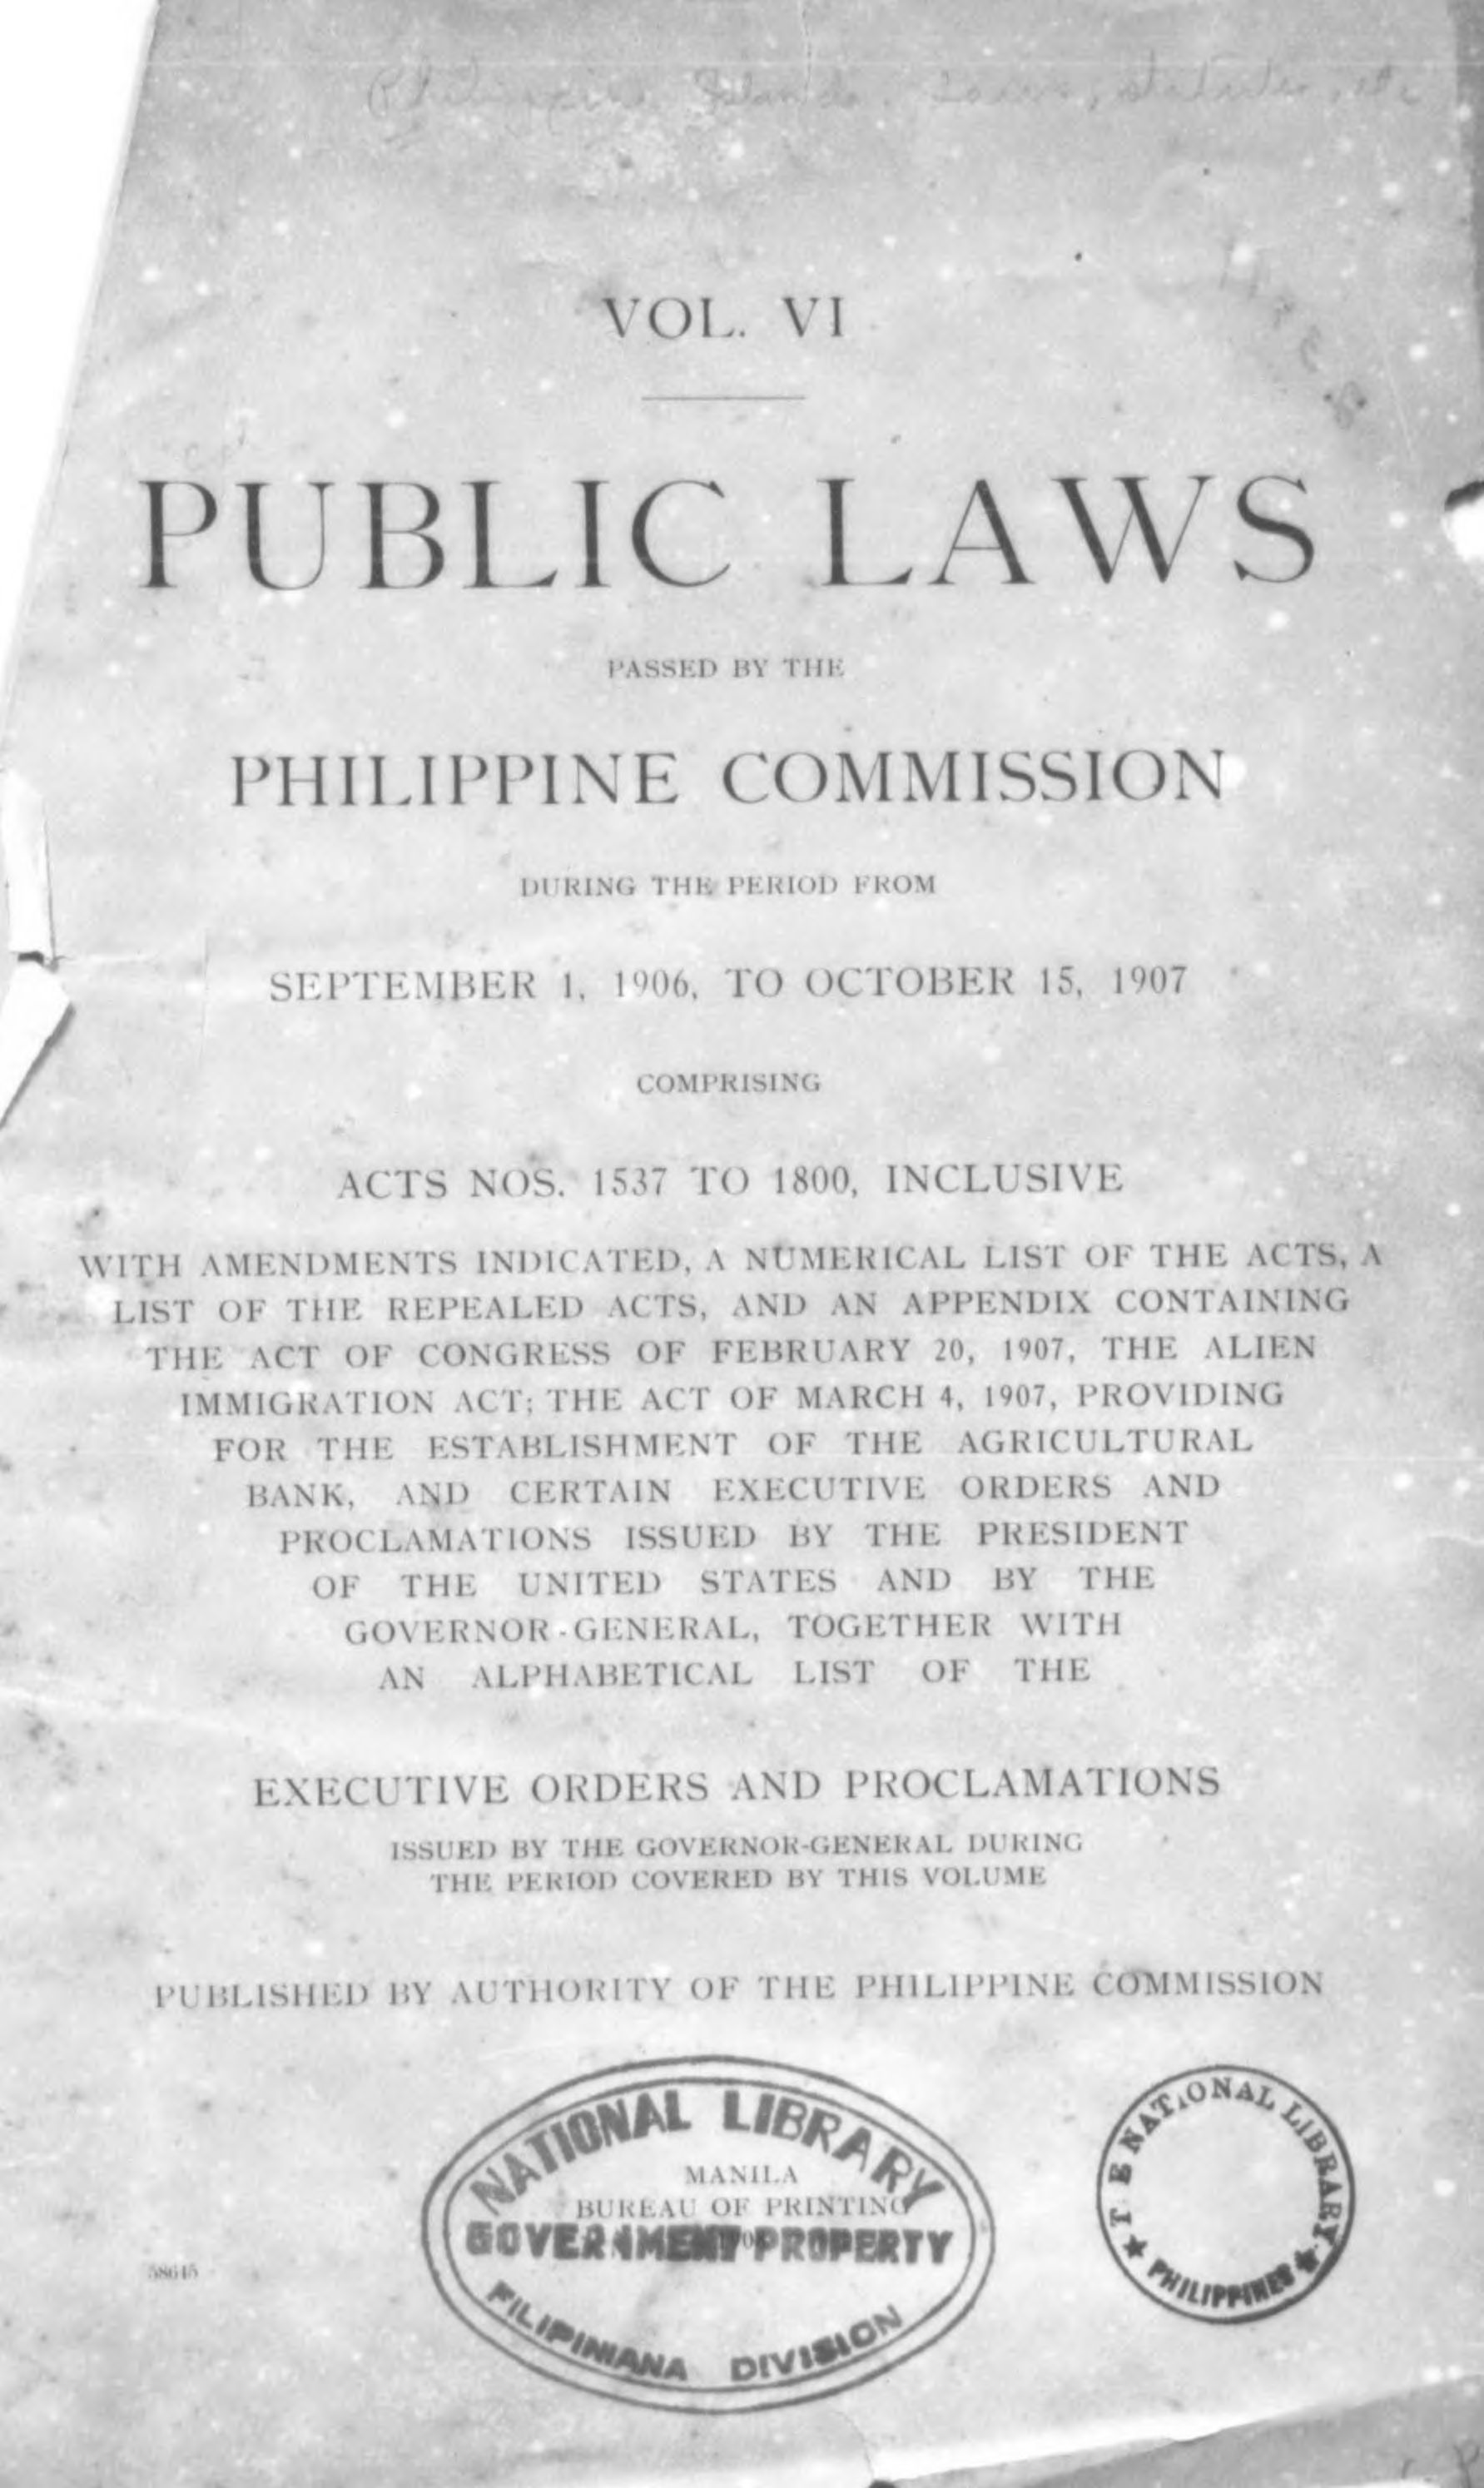 Philippine Islands. Laws, statutes, etc
VOL. VI
PUBLIC LAWS
PASSED BY THE
PHILIPPINE COMMISSION
DURING THE PERIOD FROM
SEPTEMBER 1, 1906, TO OCTOBER 15, 1907
COMPRISING
ACTS NOS. 1537 TO 1800, INCLUSIVE
WITH AMENDMENTS INDICATED, A NUMERICAL LIST OF THE ACTS, A
LIST OF THE REPEALED ACTS, AND AN APPENDIX CONTAINING
THE ACT OF CONGRESS OF FEBRUARY 20, 1907, THE ALIEN
IMMIGRATION ACT; THE ACT OF MARCH 4, 1907, PROVIDING
FOR THE ESTABLISHMENT OF THE AGRICULTURAL
BANK, AND CERTAIN EXECUTIVE ORDERS AND
PROCLAMATIONS ISSUED BY THE PRESIDENT
OF THE UNITED STATES AND BY THE
GOVERNOR-GENERAL, TOGETHER WITH
AN ALPHABETICAL LIST OF THE
EXECUTIVE ORDERS AND PROCLAMATIONS
ISSUED BY THE GOVERNOR-GENERAL DURING
THE PERIOD COVERED BY THIS VOLUME
PUBLISHED BY AUTHORITY OF THE PHILIPPINE COMMISSION
NATIONAL LIBRARY
MANILA
BUREAU OF PRINTING
GOVERNMENT PROPERTY
FILIPINIANA DIVISION
T E NATIONAL LIBRARY
PHILIPPINES
58645